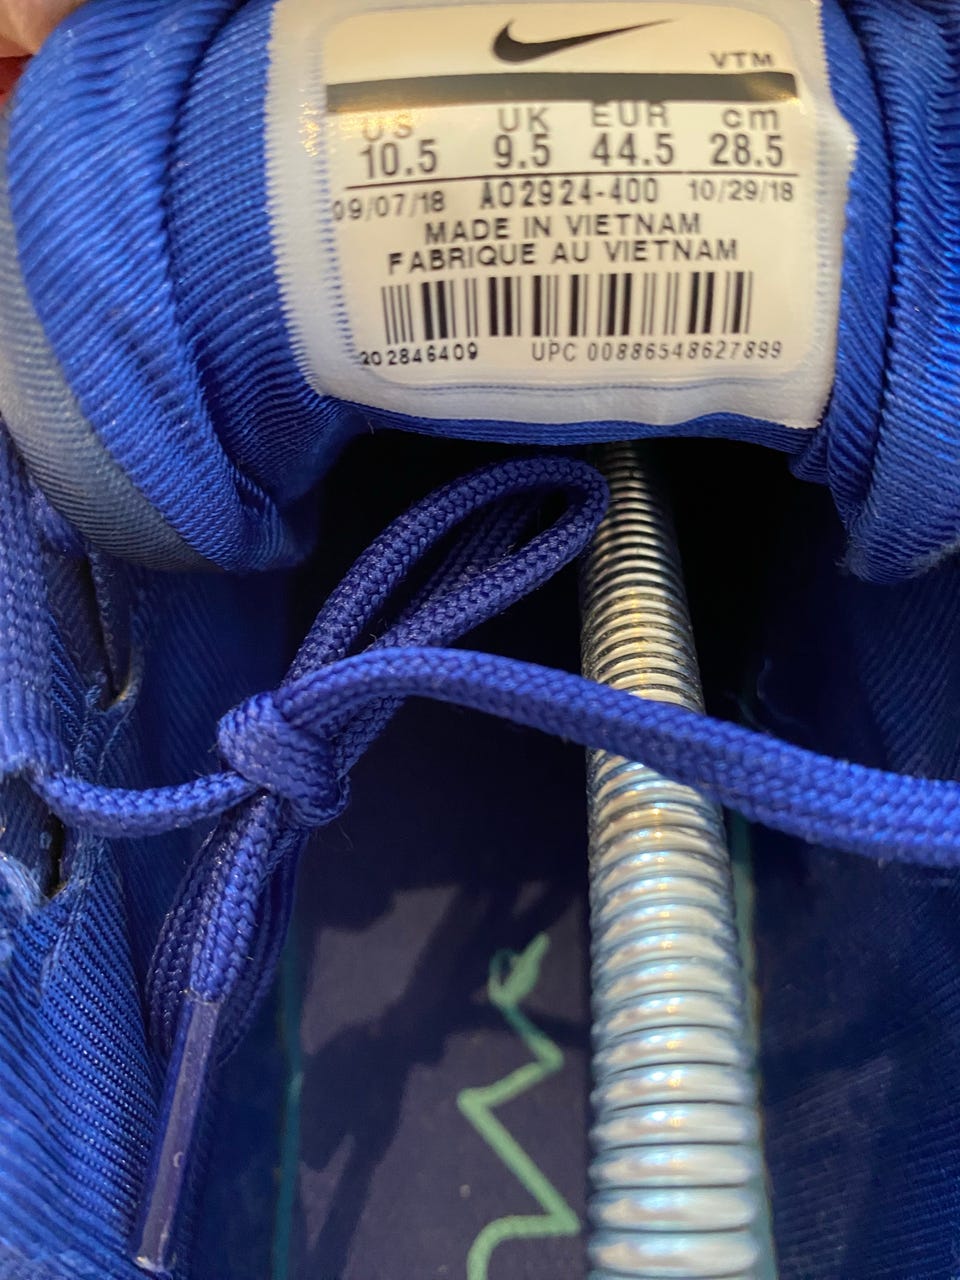 VTM
US UK EUR cm
10.5 9.5 44.5 28.5
09/07/18 AO2924-400 10/29/18
MADE IN VIETNAM
FABRIQUE AU VIETNAM
202846409 UPC 00886548627899